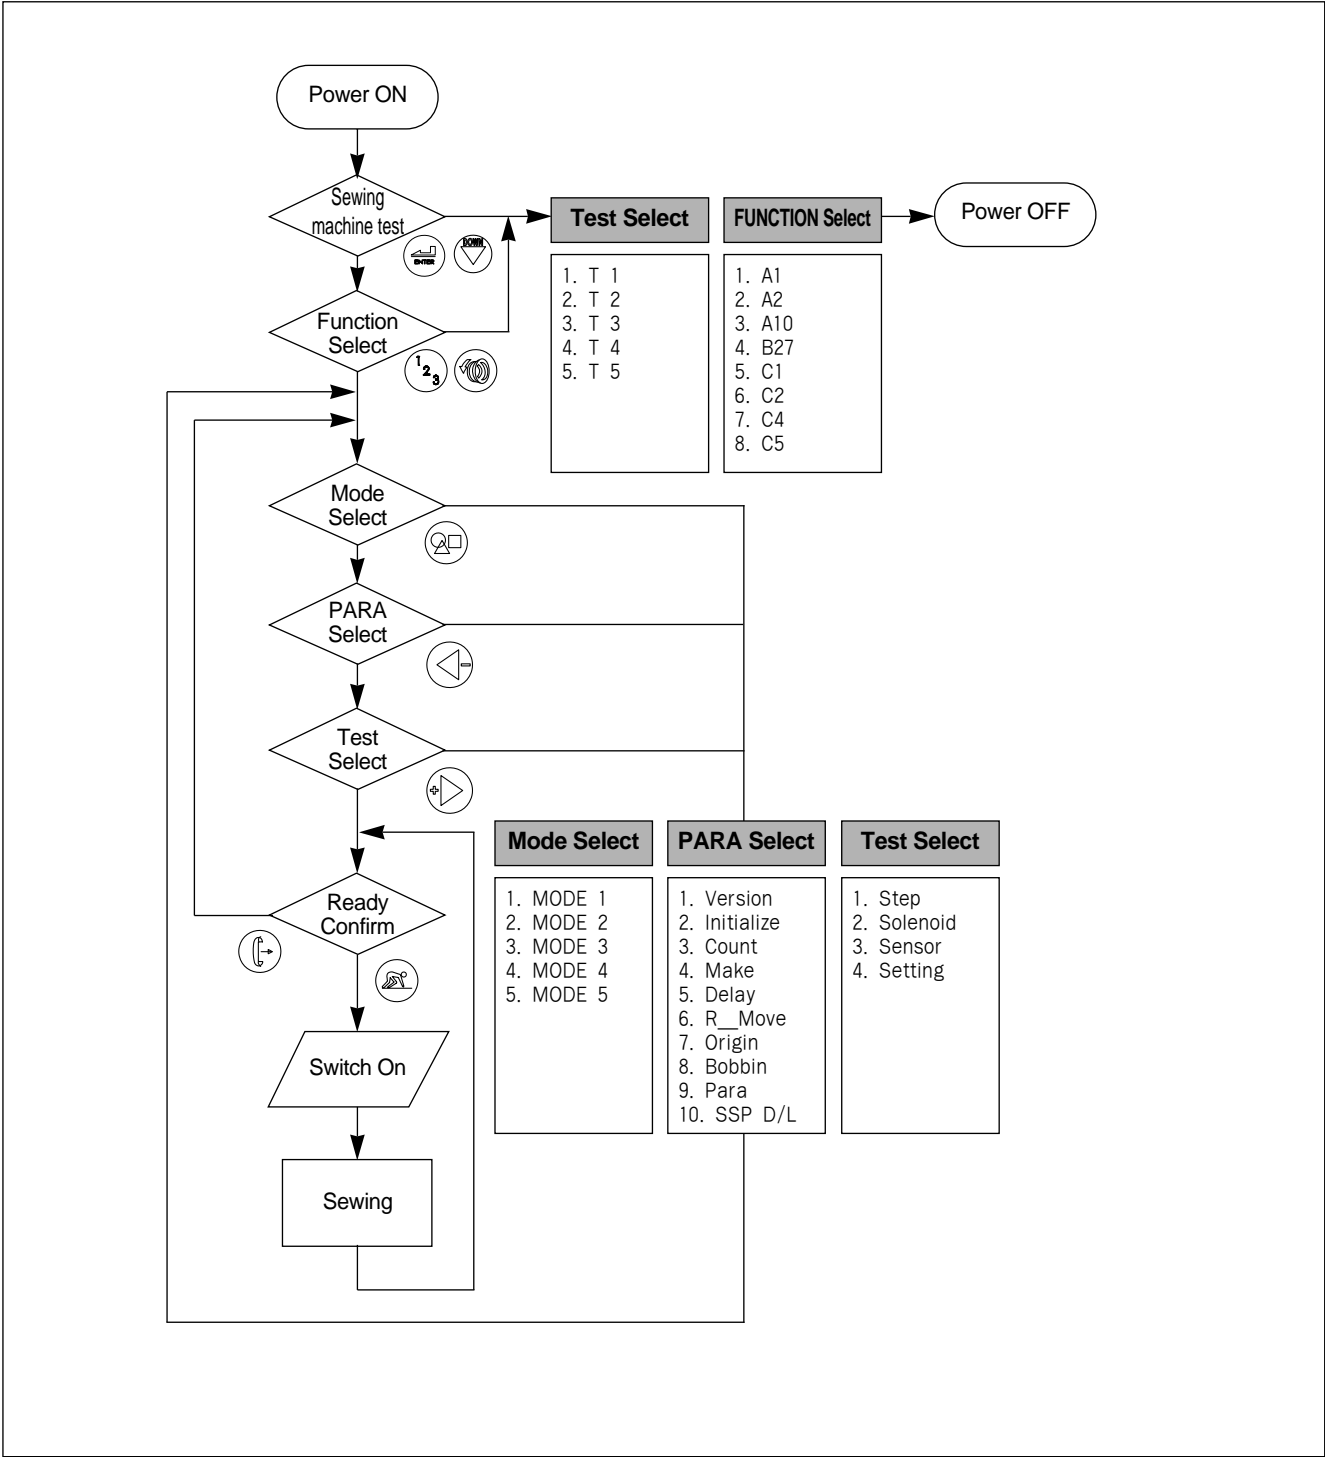 Power ON
Sewing
machine test
ENTER
DOWN
Function
Select
1
2
3
Test Select
1. T 1
2. T 2
3. T 3
4. T 4
5. T 5
FUNCTION Select
1. A1
2. A2
3. A10
4. B27
5. C1
6. C2
7. C4
8. C5
Power OFF
Mode
Select
PARA
Select
-
Test
Select
+
Ready
Confirm
Switch On
Sewing
Mode Select
1. MODE 1
2. MODE 2
3. MODE 3
4. MODE 4
5. MODE 5
PARA Select
1. Version
2. Initialize
3. Count
4. Make
5. Delay
6. R__Move
7. Origin
8. Bobbin
9. Para
10. SSP D/L
Test Select
1. Step
2. Solenoid
3. Sensor
4. Setting